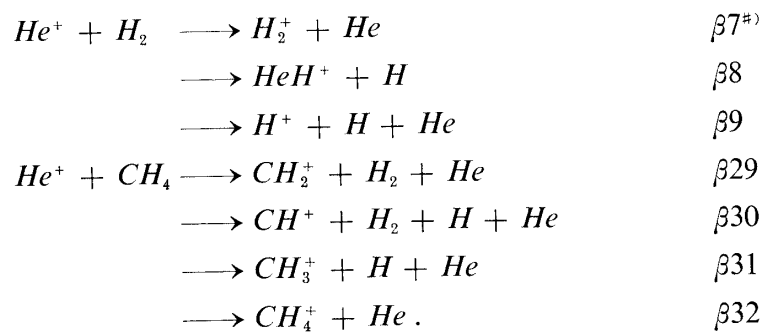 He⁺ + H₂ ⟶ H₂⁺ + He β7#)
⟶ HeH⁺ + H β8
⟶ H⁺ + H + He β9
He⁺ + CH₄ ⟶ CH₂⁺ + H₂ + He β29
⟶ CH⁺ + H₂ + H + He β30
⟶ CH₃⁺ + H + He β31
⟶ CH₄⁺ + He . β32